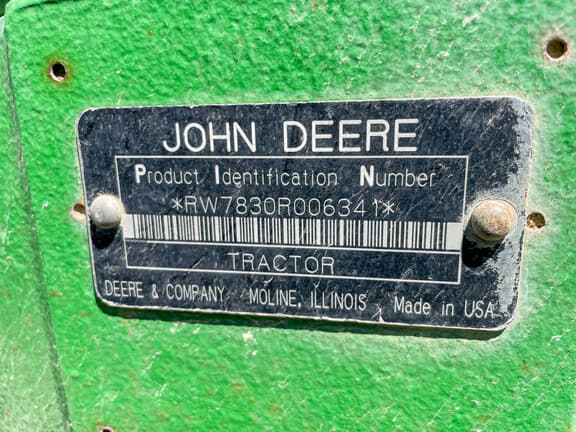 JOHN DEERE
Product Identification Number
*RW7830R006341*
TRACTOR
DEERE & COMPANY MOLINE, ILLINOIS Made in USA